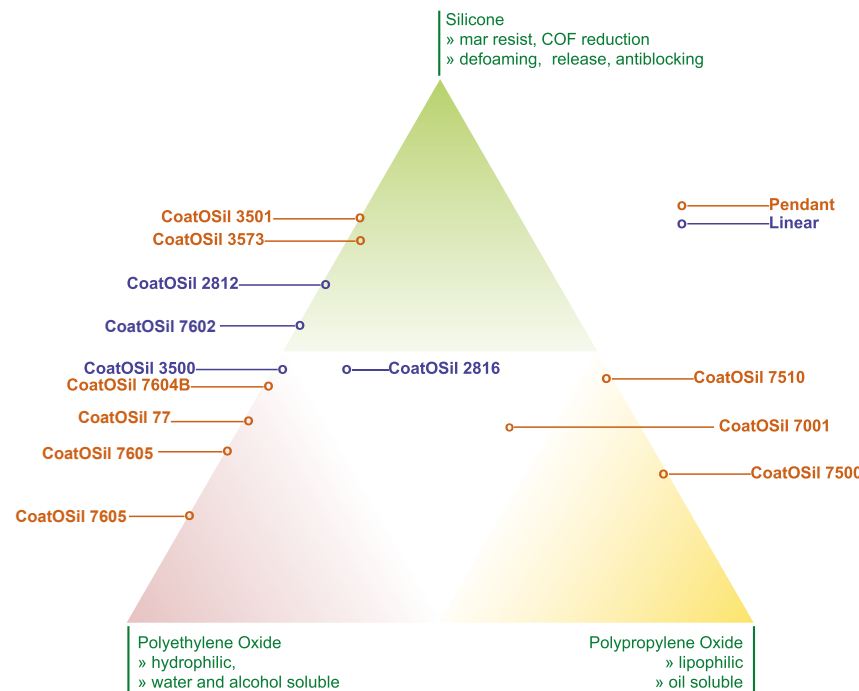 Silicone
» mar resist, COF reduction
» defoaming, release, antiblocking
CoatOSil 3501
CoatOSil 3573
CoatOSil 2812
CoatOSil 7602
CoatOSil 3500
CoatOSil 7604B
CoatOSil 77
CoatOSil 7605
CoatOSil 7605
Pendant
Linear
CoatOSil 2816
CoatOSil 7510
CoatOSil 7001
CoatOSil 7500
Polyethylene Oxide
» hydrophilic,
» water and alcohol soluble
Polypropylene Oxide
» lipophilic
» oil soluble